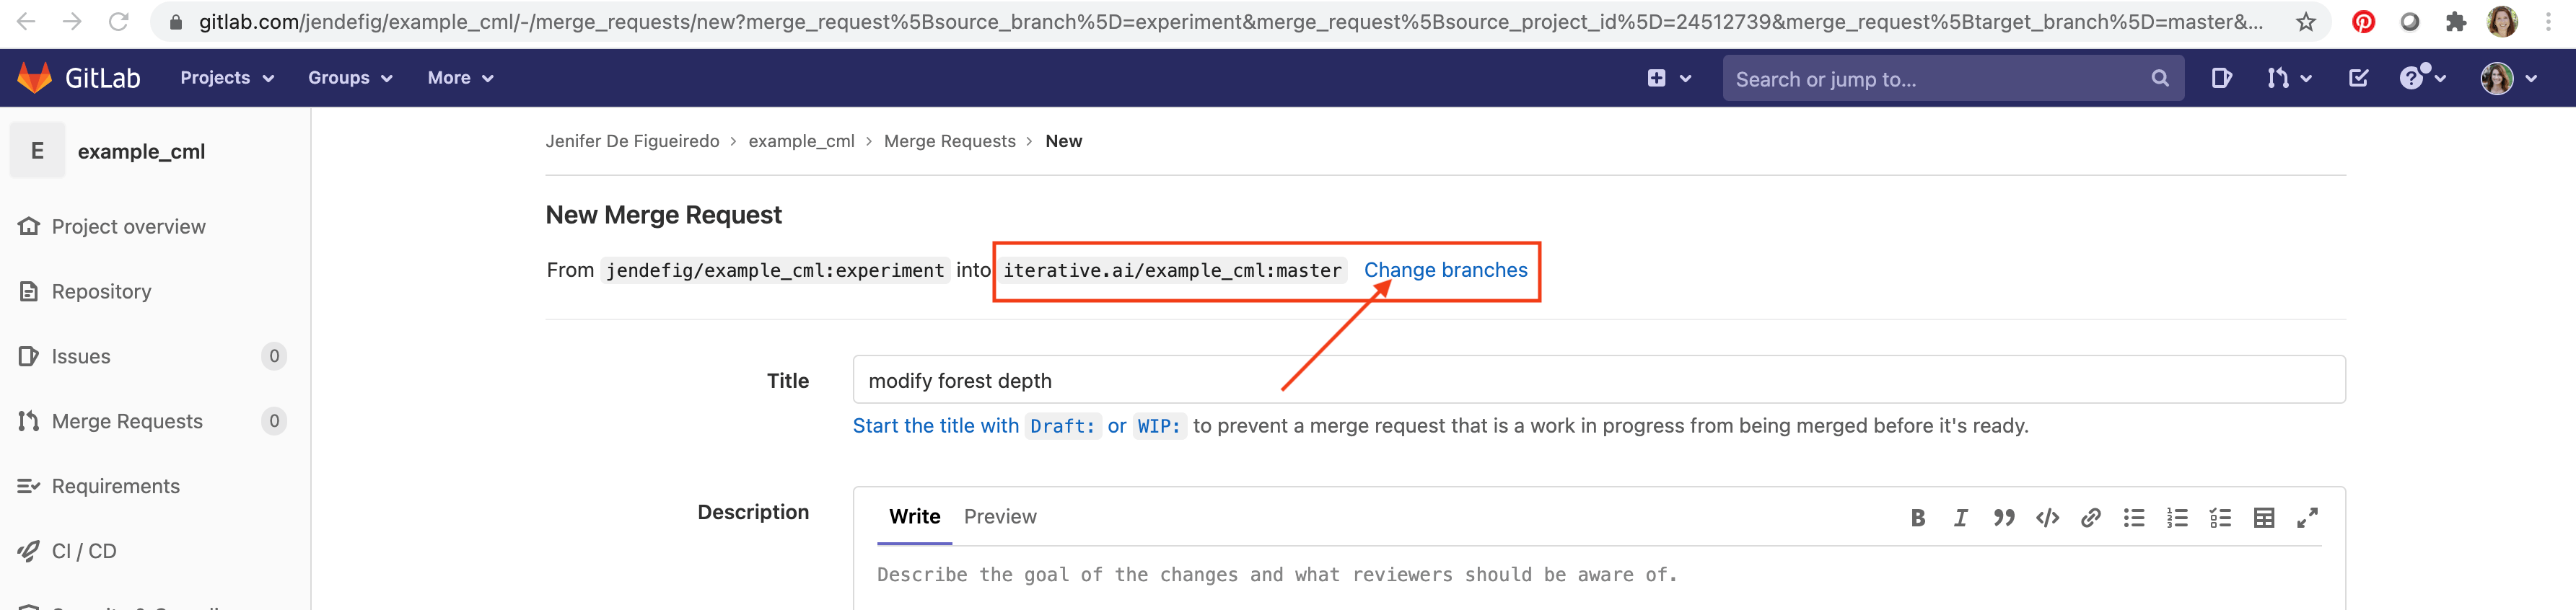 gitlab.com/jendefig/example_cml/-/merge_requests/new?merge_request%5Bsource_branch%5D=experiment&merge_request%5Bsource_project_id%5D=24512739&merge_request%5Btarget_branch%5D=master&...
GitLab Projects Groups More Search or jump to...
E example_cml
Project overview
Repository
Issues 0
Merge Requests 0
Requirements
CI / CD
Jenifer De Figueiredo > example_cml > Merge Requests > New
New Merge Request
From jendefig/example_cml:experiment into iterative.ai/example_cml:master Change branches
Title modify forest depth
Start the title with Draft: or WIP: to prevent a merge request that is a work in progress from being merged before it's ready.
Description Write Preview
Describe the goal of the changes and what reviewers should be aware of.